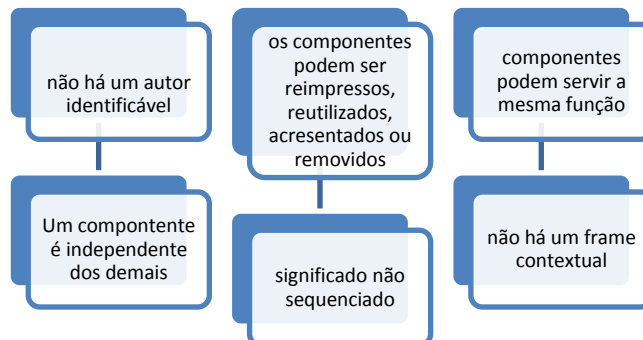 não há um autor
identificável
Um compontente
é independente
dos demais
os componentes
podem ser
reimpressos,
reutilizados,
acresentados ou
removidos
significado não
sequenciado
componentes
podem servir a
mesma função
não há um frame
contextual